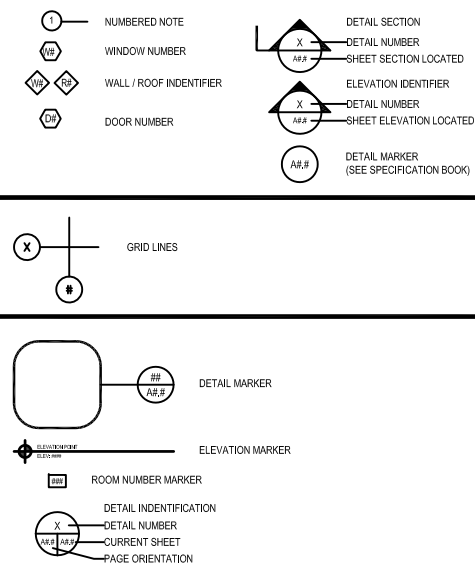 1 NUMBERED NOTE
W# WINDOW NUMBER
W# R# WALL / ROOF INDENTIFIER
D# DOOR NUMBER
DETAIL SECTION
X DETAIL NUMBER
A#.# SHEET SECTION LOCATED
ELEVATION IDENTIFIER
X DETAIL NUMBER
A#.# SHEET ELEVATION LOCATED
A#.# DETAIL MARKER
(SEE SPECIFICATION BOOK)
X GRID LINES
#
##
A#.# DETAIL MARKER
ELEVATION POINT
ELEV: ###
ELEVATION MARKER
### ROOM NUMBER MARKER
DETAIL INDENTIFICATION
X DETAIL NUMBER
A#.# A#.# CURRENT SHEET
PAGE ORIENTATION